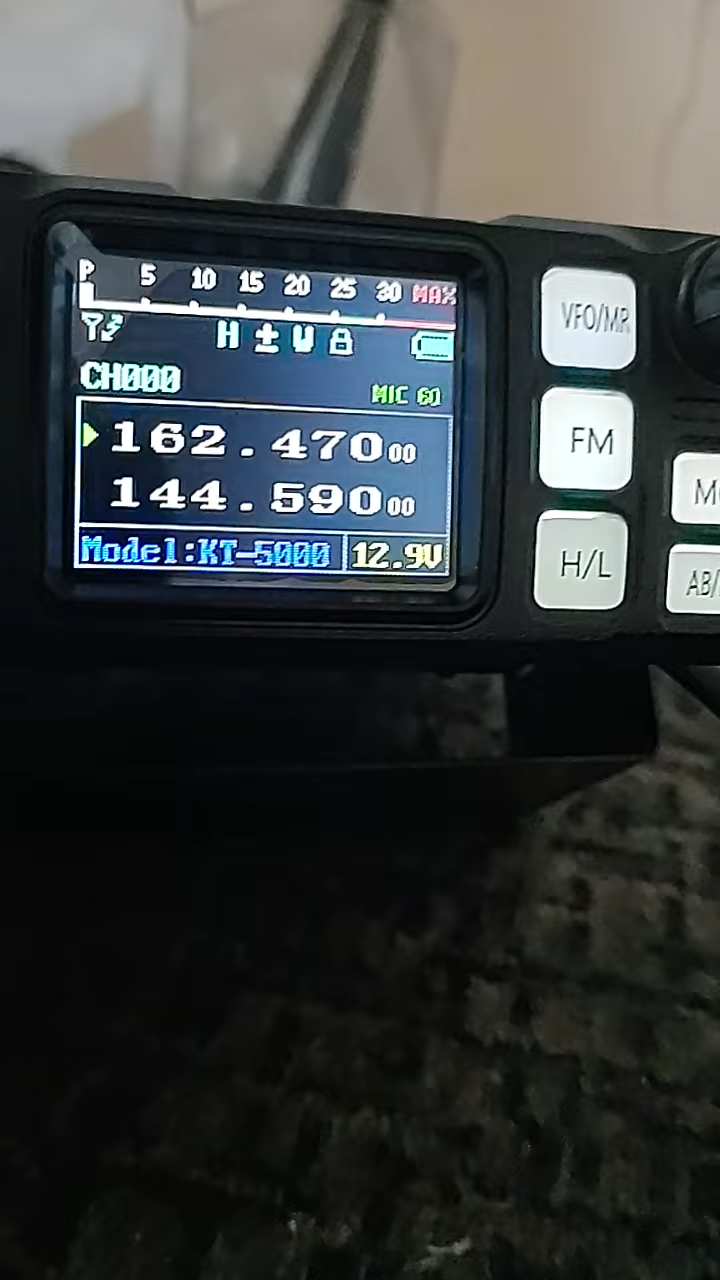 P 5 10 15 20 25 30 MAX
H ± W
CH000
MIC 60
162.47000
144.59000
Model:KT-5000 12.9V
VFO/MR
FM
H/L